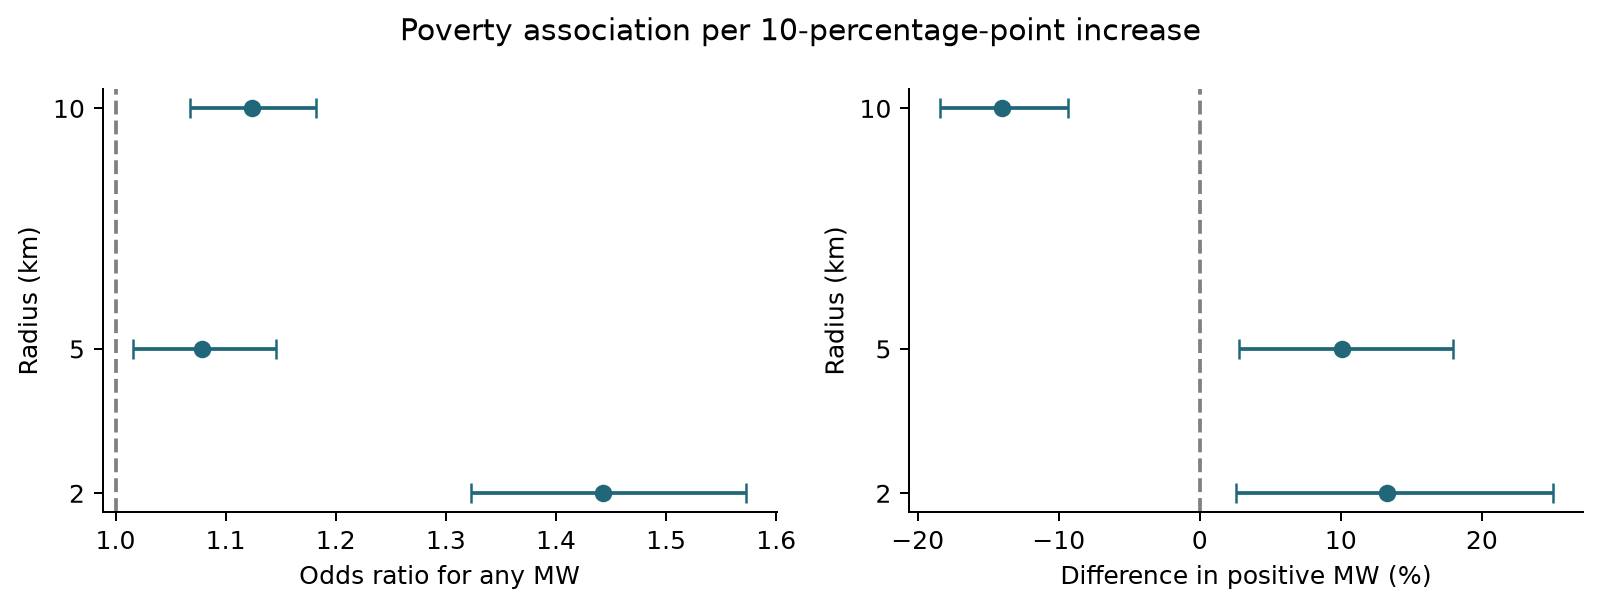 Poverty association per 10-percentage-point increase
Radius (km)
10
5
2
1.0 1.1 1.2 1.3 1.4 1.5 1.6
Odds ratio for any MW
Radius (km)
10
5
2
−20 −10 0 10 20
Difference in positive MW (%)